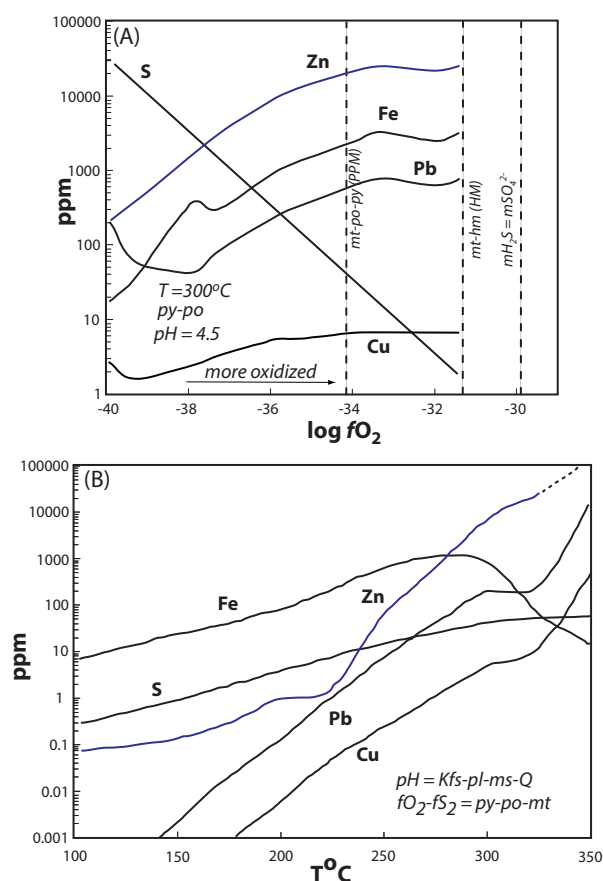 (A)
100000
10000
1000
100
10
1
ppm
S
Zn
Fe
Pb
Cu
mt-po-py (PPM)
mt-hm (HM)
mH₂S = mSO₄²⁻
T =300ºC
py-po
pH = 4.5
more oxidized
-40
-38
-36
-34
-32
-30
log fO₂
(B)
100000
10000
1000
100
10
1
0.1
0.01
0.001
ppm
Fe
Zn
S
Pb
Cu
pH = Kfs-pl-ms-Q
fO₂-fS₂ = py-po-mt
100
150
200
250
300
350
TºC